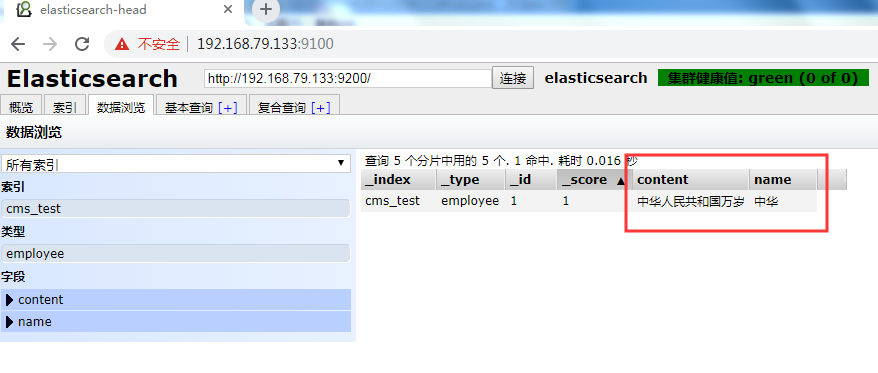 elasticsearch-head
不安全 192.168.79.133:9100
Elasticsearch http://192.168.79.133:9200/ 连接 elasticsearch 集群健康值: green (0 of 0)
概览 索引 数据浏览 基本查询 [+] 复合查询 [+]
数据浏览
所有索引
索引
cms_test
类型
employee
字段
content
name
查询 5 个分片中用的 5 个. 1 命中. 耗时 0.016 秒
_index _type _id _score ▲ content name
cms_test employee 1 1 中华人民共和国万岁 中华